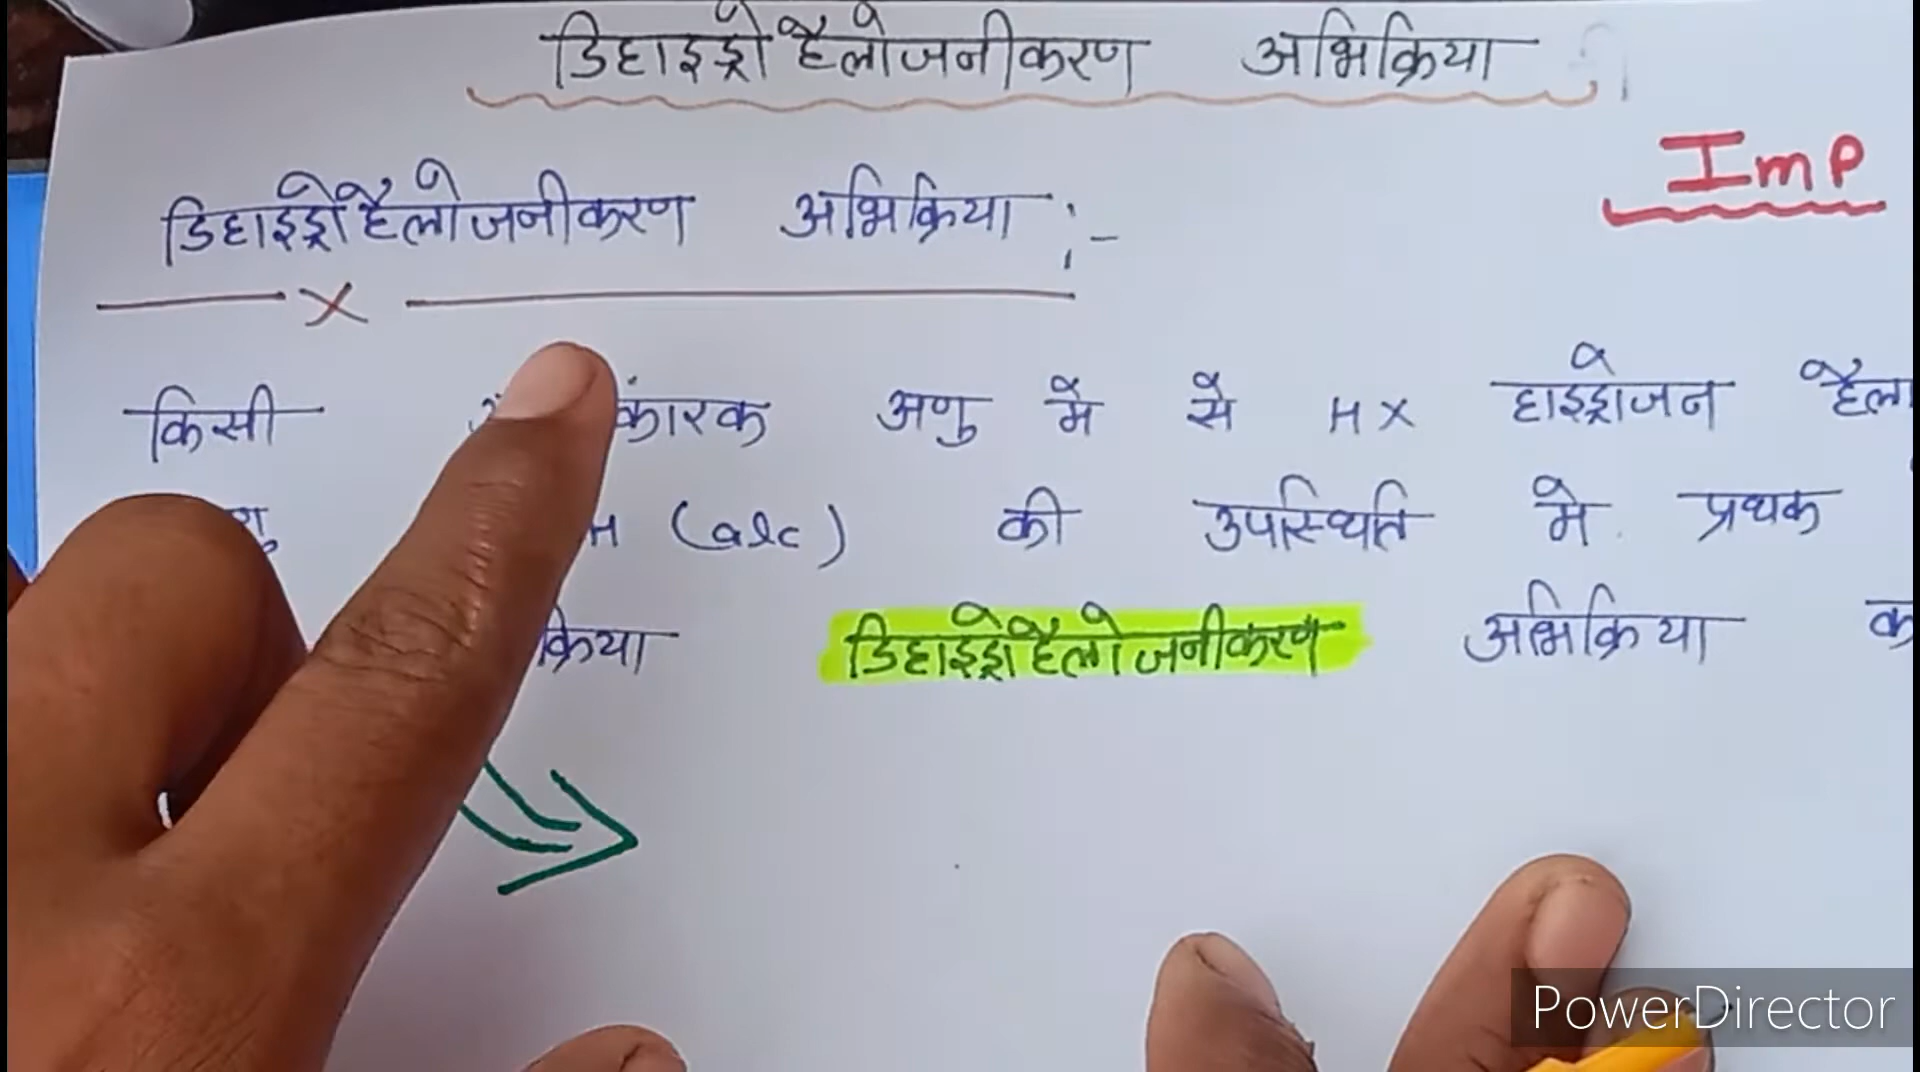 डिहाइड्रोहैलोजनीकरण अभिक्रिया
Imp
डिहाइड्रोहैलोजनीकरण अभिक्रिया :-
किसी अणु में से HX हाइड्रोजन
(alc) की उपस्थिति मे प्रथक
डिहाइड्रोहैलोजनीकरण अभिक्रिया
PowerDirector